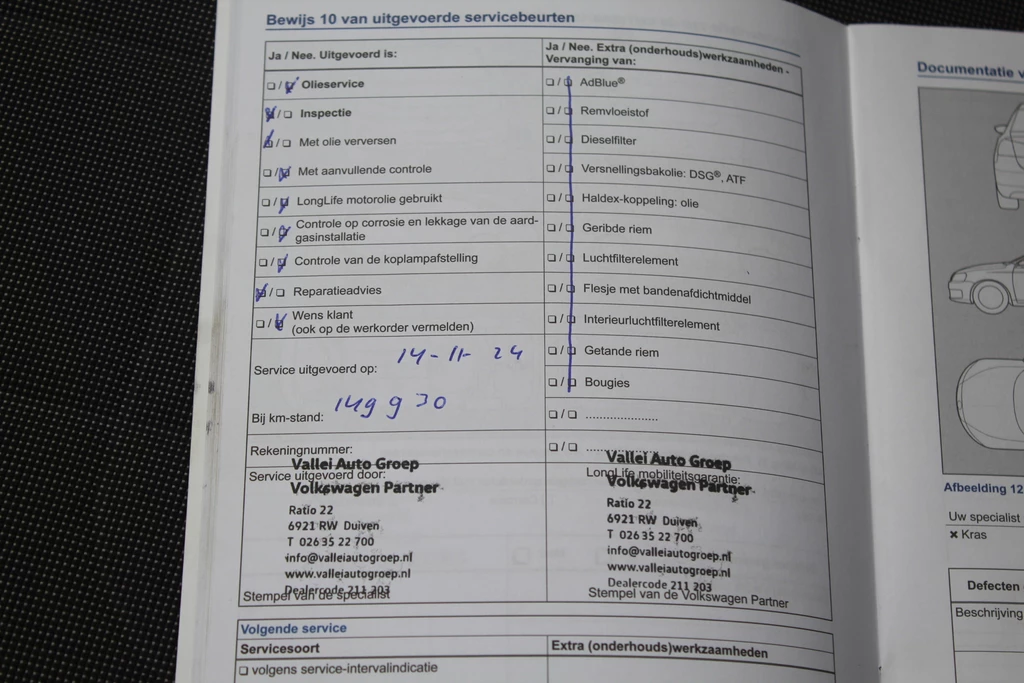 Bewijs 10 van uitgevoerde servicebeurten
Ja / Nee. Uitgevoerd is:
❏ / ❏ Olieservice
❏ / ❏ Inspectie
❏ / ❏ Met olie verversen
❏ / ❏ Met aanvullende controle
❏ / ❏ LongLife motorolie gebruikt
❏ / ❏ Controle op corrosie en lekkage van de aard-
gasinstallatie
❏ / ❏ Controle van de koplampafstelling
❏ / ❏ Reparatieadvies
❏ / ❏ Wens klant
(ook op de werkorder vermelden)
Service uitgevoerd op: 14-11-24
Bij km-stand: 149 930
Rekeningnummer:
Service uitgevoerd door:
Vallei Auto Groep
Volkswagen Partner
Ratio 22
6921 RW Duiven
T 026 35 22 700
info@valleiautogroep.nl
www.valleiautogroep.nl
Dealercode 211 203
Stempel van de specialist
Ja / Nee. Extra (onderhouds)werkzaamheden -
Vervanging van:
❏ / ❏ AdBlue®
❏ / ❏ Remvloeistof
❏ / ❏ Dieselfilter
❏ / ❏ Versnellingsbakolie: DSG®, ATF
❏ / ❏ Haldex-koppeling: olie
❏ / ❏ Geribde riem
❏ / ❏ Luchtfilterelement
❏ / ❏ Flesje met bandenafdichtmiddel
❏ / ❏ Interieurluchtfilterelement
❏ / ❏ Getande riem
❏ / ❏ Bougies
❏ / ❏ .....................
❏ / ❏ .....
LongLife mobiliteitsgarantie:
Vallei Auto Groep
Volkswagen Partner
Ratio 22
6921 RW Duiven
T 026 35 22 700
info@valleiautogroep.nl
www.valleiautogroep.nl
Dealercode 211 203
Stempel van de Volkswagen Partner
Volgende service
Servicesoort
Extra (onderhouds)werkzaamheden
❏ volgens service-intervalindicatie
Documentatie v
Afbeelding 12
Uw specialist
× Kras
Defecten
Beschrijving